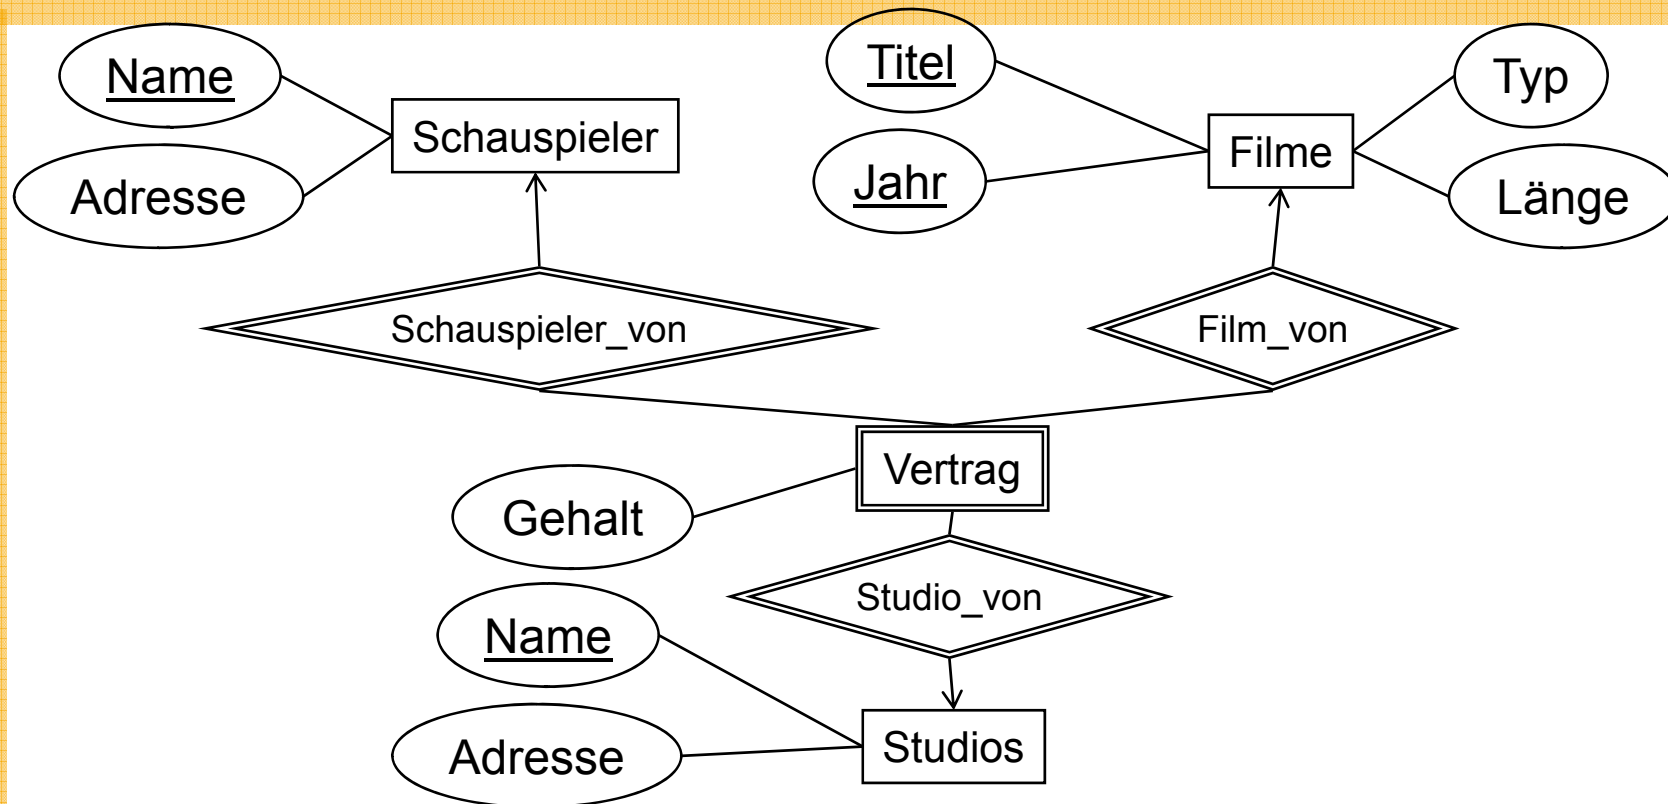 Name
Adresse
Schauspieler
Titel
Jahr
Filme
Typ
Länge
Schauspieler_von
Film_von
Vertrag
Gehalt
Studio_von
Name
Adresse
Studios